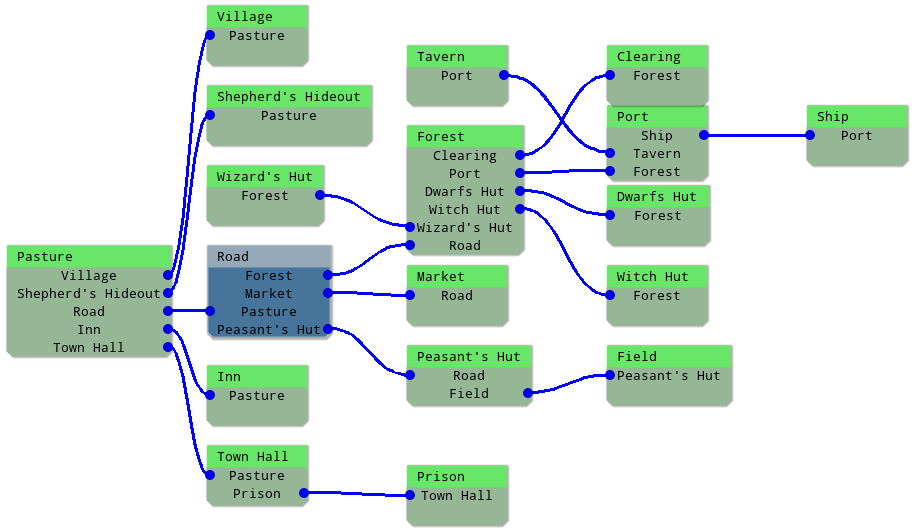 Pasture
Village
Shepherd's Hideout
Road
Inn
Town Hall
Village
Pasture
Shepherd's Hideout
Pasture
Wizard's Hut
Forest
Road
Forest
Market
Pasture
Peasant's Hut
Inn
Pasture
Town Hall
Pasture
Prison
Tavern
Port
Forest
Clearing
Port
Dwarfs Hut
Witch Hut
Wizard's Hut
Road
Market
Road
Peasant's Hut
Road
Field
Prison
Town Hall
Clearing
Forest
Port
Ship
Tavern
Forest
Dwarfs Hut
Forest
Witch Hut
Forest
Field
Peasant's Hut
Ship
Port